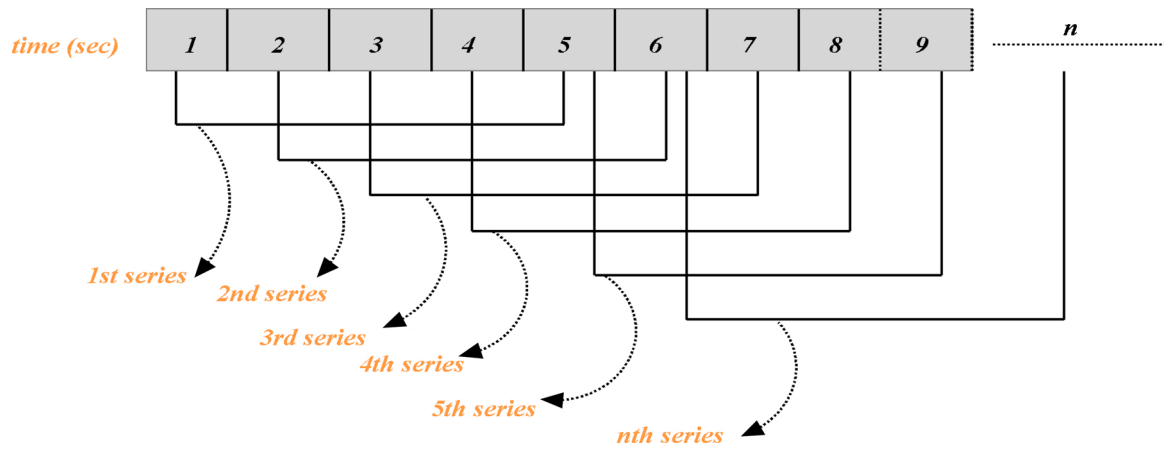 time (sec) 1 2 3 4 5 6 7 8 9 n
1st series
2nd series
3rd series
4th series
5th series
nth series